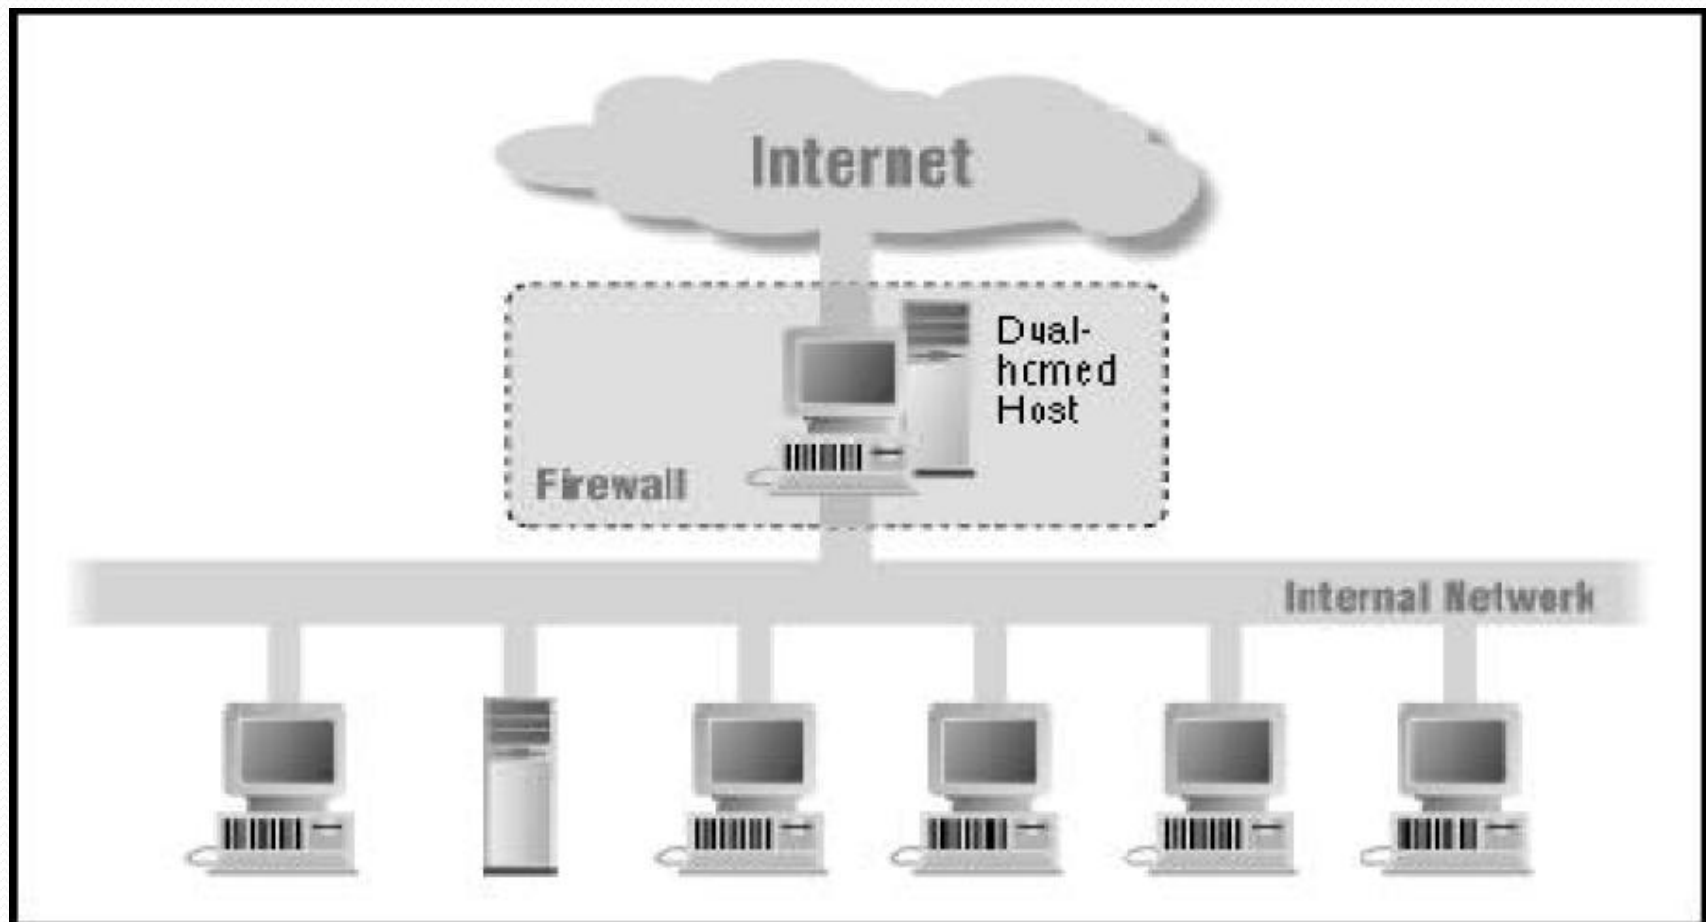 Internet
Dual-
homed
Host
Firewall
Internal Network